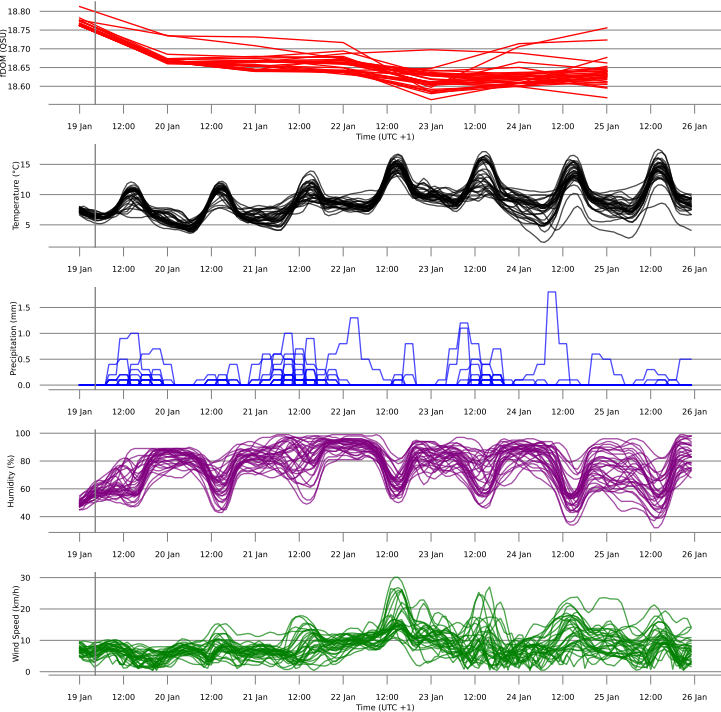 18.80
18.75
18.70
18.65
18.60
fDOM (QSU)
19 Jan 12:00 20 Jan 12:00 21 Jan 12:00 22 Jan 12:00 23 Jan 12:00 24 Jan 12:00 25 Jan 12:00 26 Jan
Time (UTC +1)
15
10
5
Temperature (°C)
19 Jan 12:00 20 Jan 12:00 21 Jan 12:00 22 Jan 12:00 23 Jan 12:00 24 Jan 12:00 25 Jan 12:00 26 Jan
1.5
1.0
0.5
0.0
Precipitation (mm)
19 Jan 12:00 20 Jan 12:00 21 Jan 12:00 22 Jan 12:00 23 Jan 12:00 24 Jan 12:00 25 Jan 12:00 26 Jan
100
80
60
40
Humidity (%)
19 Jan 12:00 20 Jan 12:00 21 Jan 12:00 22 Jan 12:00 23 Jan 12:00 24 Jan 12:00 25 Jan 12:00 26 Jan
30
20
10
0
Wind Speed (km/h)
19 Jan 12:00 20 Jan 12:00 21 Jan 12:00 22 Jan 12:00 23 Jan 12:00 24 Jan 12:00 25 Jan 12:00 26 Jan
Time (UTC +1)